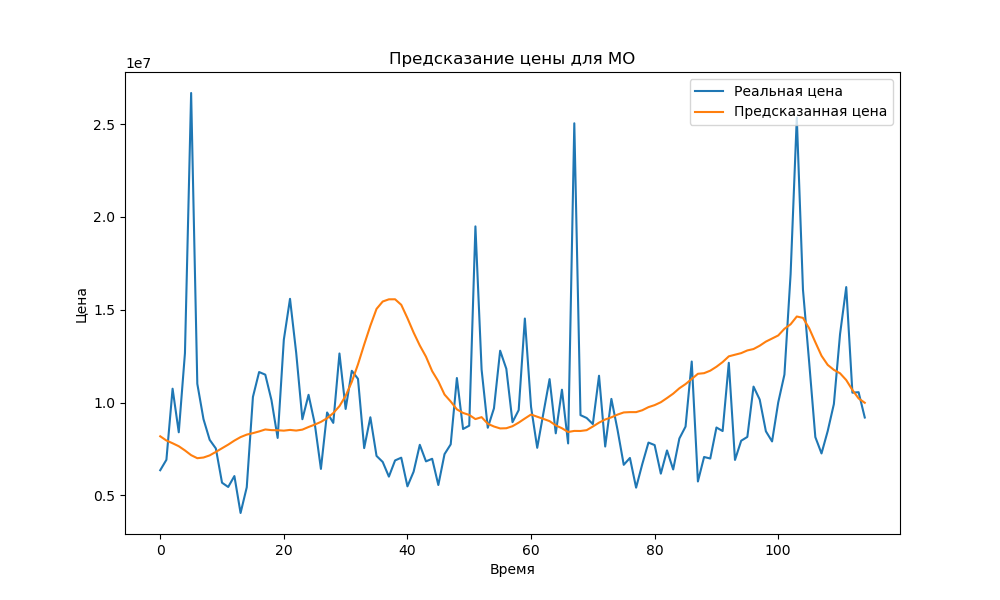 Предсказание цены для МО
1e7
Реальная цена
Предсказанная цена
2.5
2.0
1.5
1.0
0.5
Цена
0 20 40 60 80 100
Время